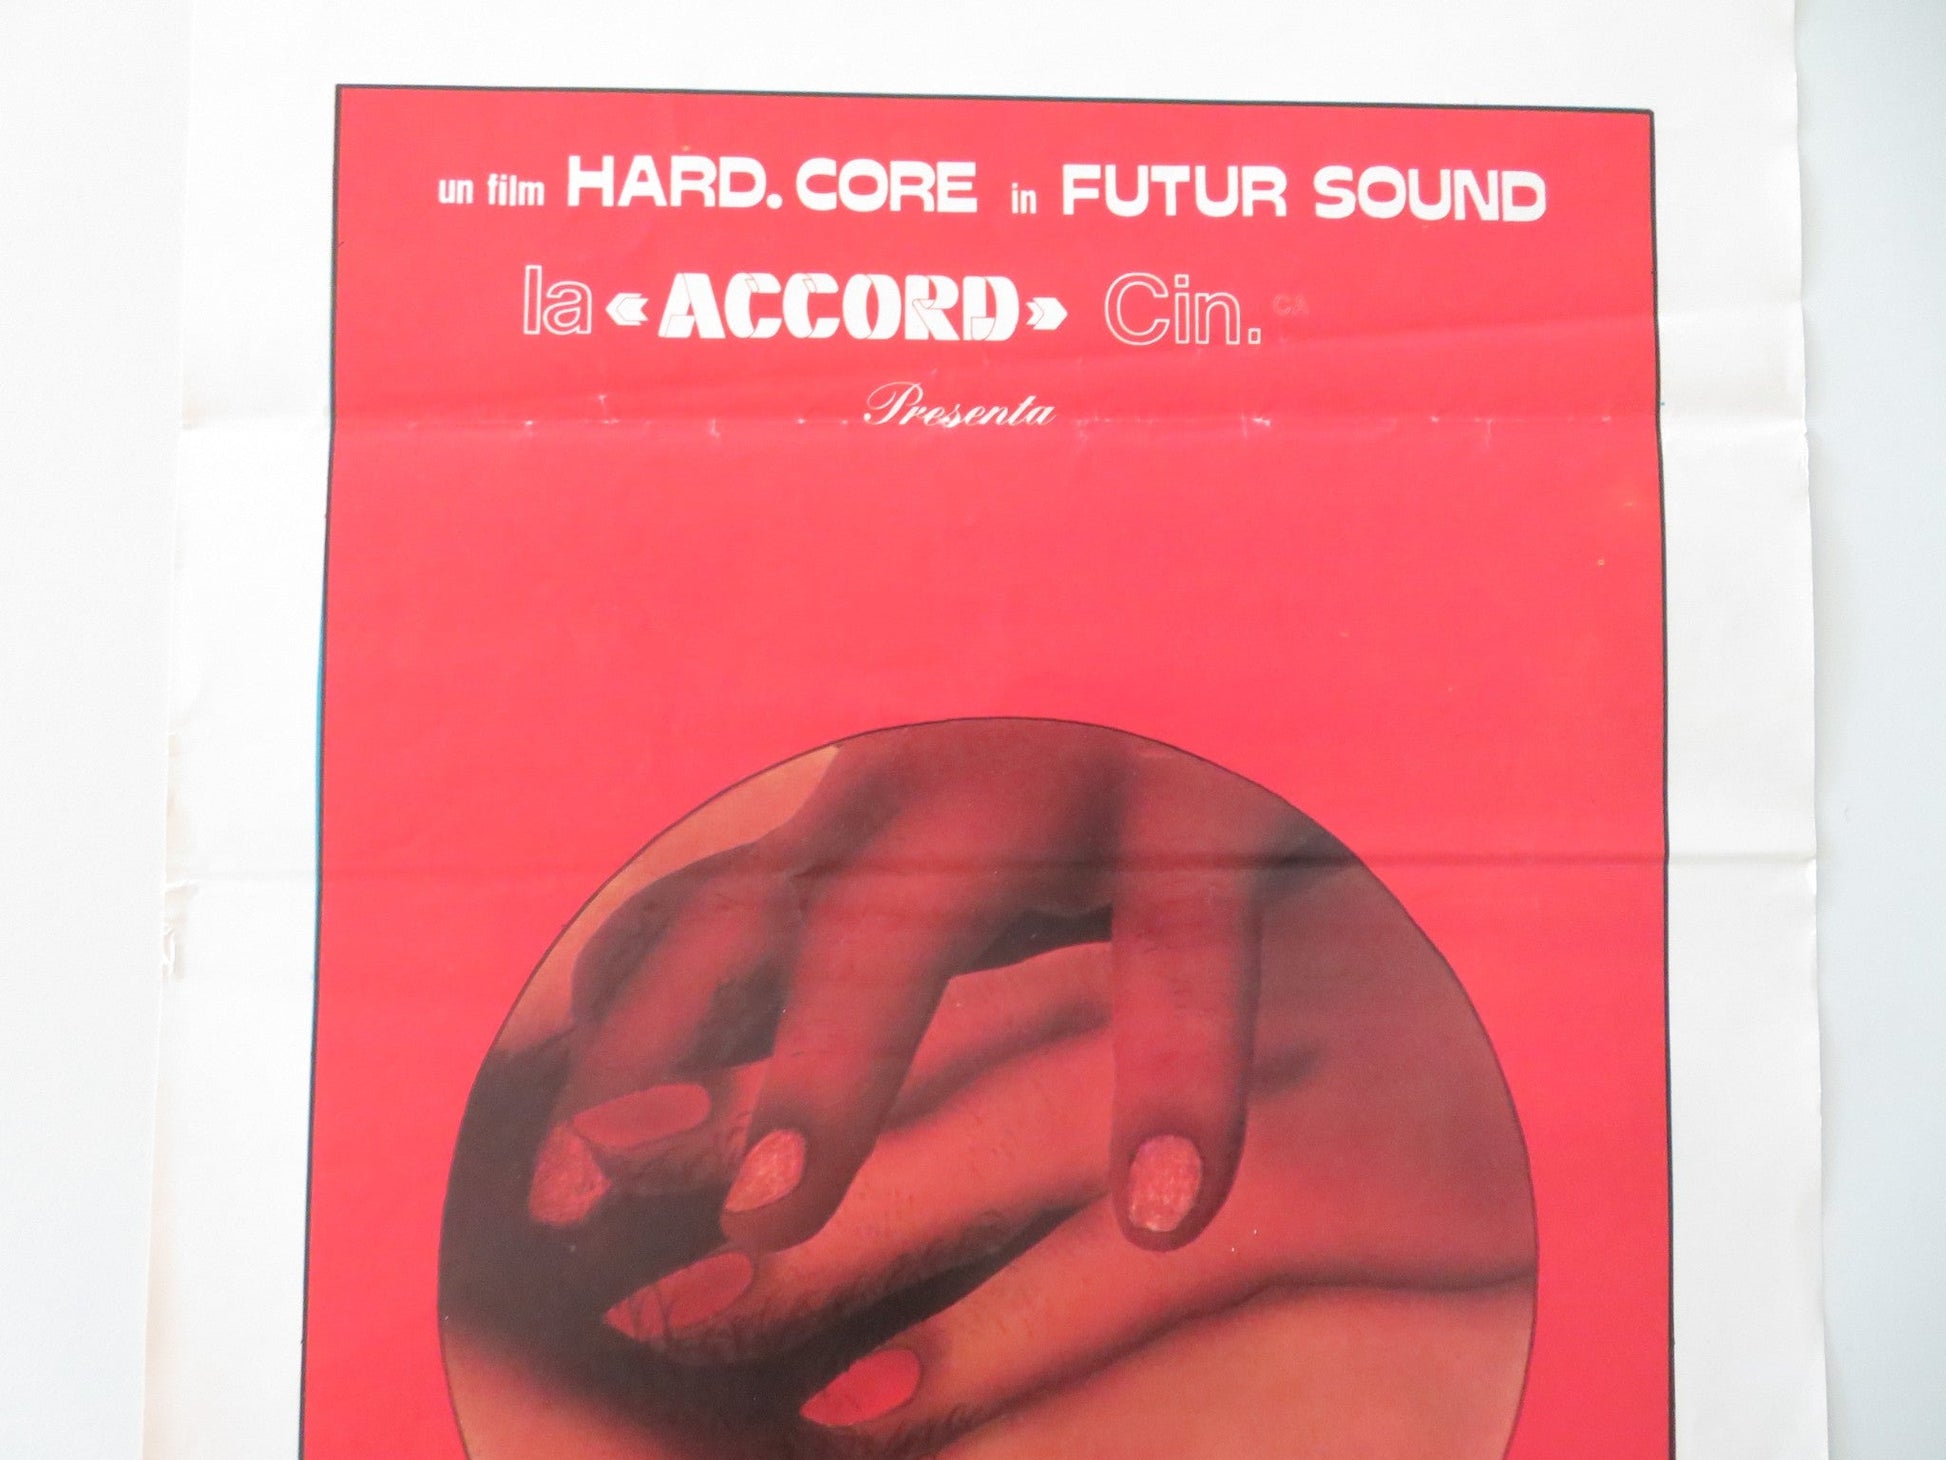 un film HARD.CORE in FUTUR SOUND
la «ACCORD» Cin. C.A
Presenta